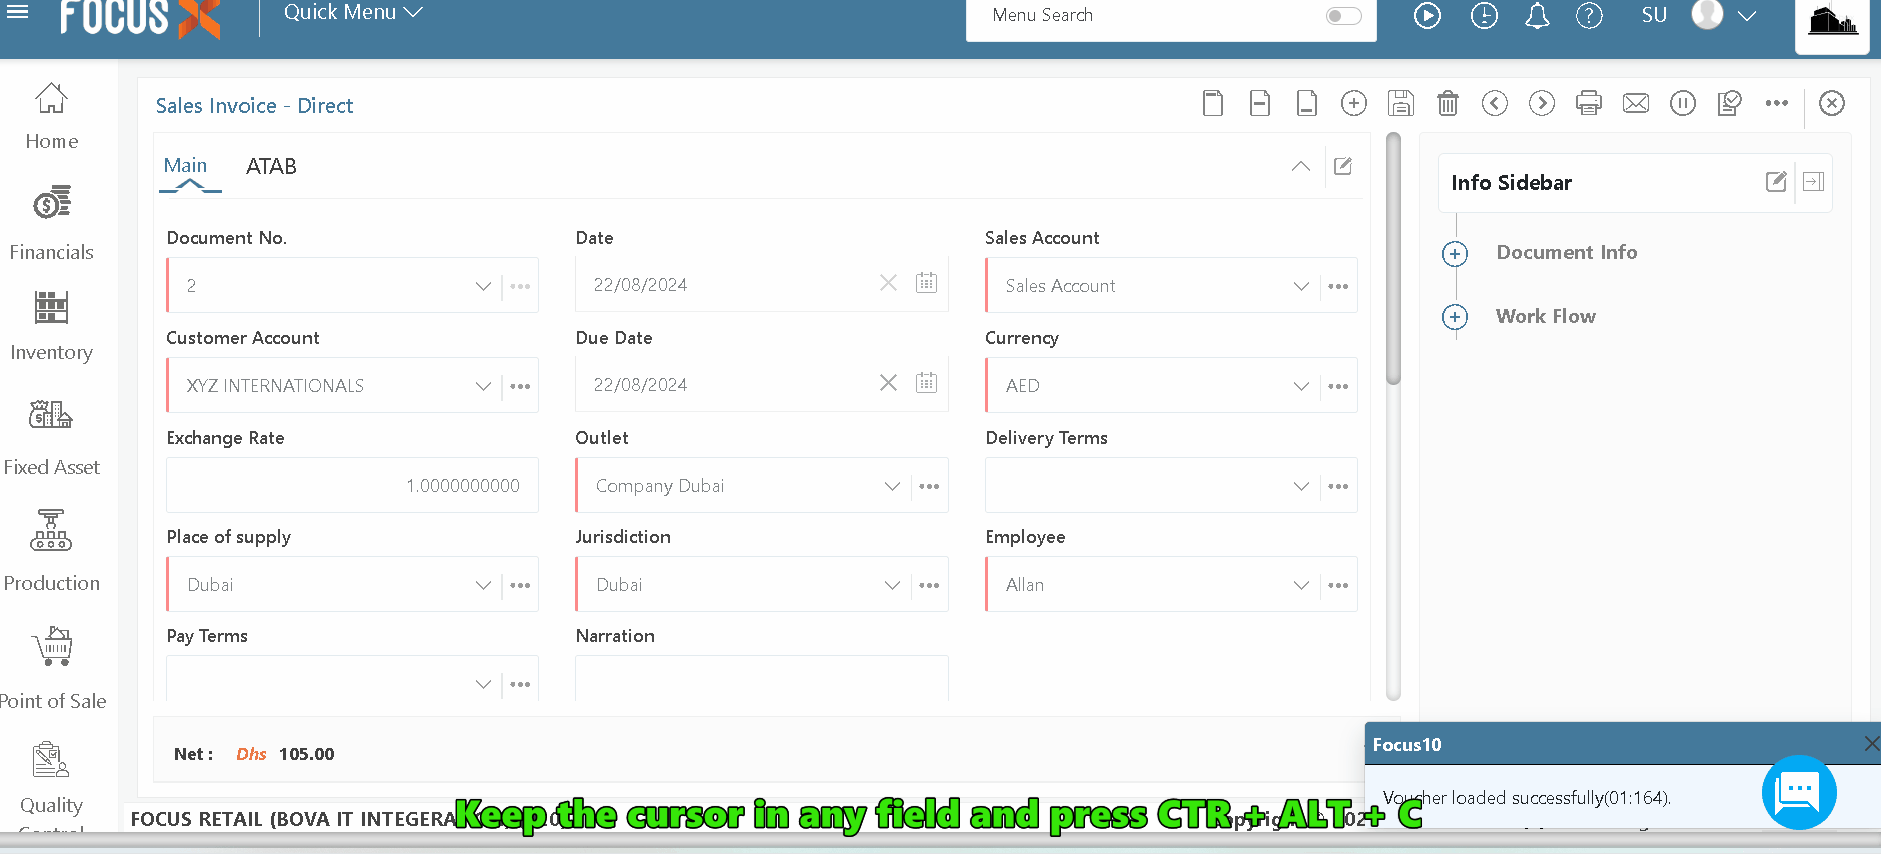 FOCUS X
Quick Menu
Menu Search
SU
Home
Financials
Inventory
Fixed Asset
Production
Point of Sale
Quality
Control
Sales Invoice - Direct
Main
ATAB
Document No.
Date
Sales Account
2
22/08/2024
Sales Account
Customer Account
Due Date
Currency
XYZ INTERNATIONALS
22/08/2024
AED
Exchange Rate
Outlet
Delivery Terms
1.0000000000
Company Dubai
Place of supply
Jurisdiction
Employee
Dubai
Dubai
Allan
Pay Terms
Narration
Net : Dhs 105.00
Info Sidebar
Document Info
Work Flow
Focus10
Voucher loaded successfully(01:164).
FOCUS RETAIL (BOVA IT INTEGERA
Keep the cursor in any field and press CTR + ALT + C